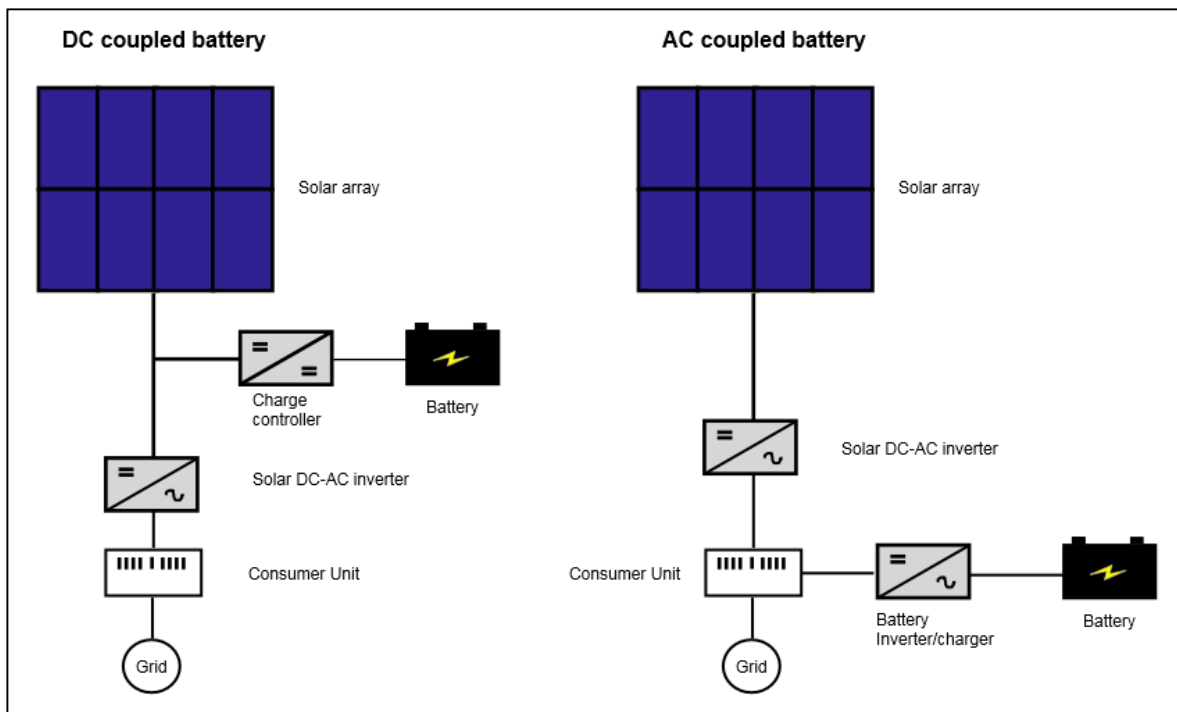 DC coupled battery
Solar array
Charge
controller
Battery
Solar DC-AC inverter
Consumer Unit
Grid
AC coupled battery
Solar array
Solar DC-AC inverter
Consumer Unit
Battery
Inverter/charger
Battery
Grid